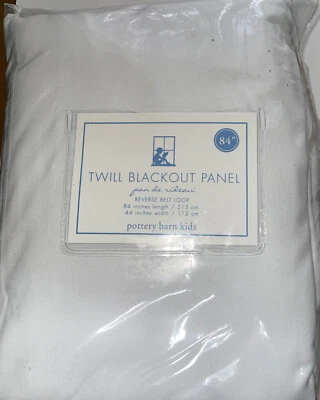 84"
TWILL BLACKOUT PANEL
pan de rideau
REVERSE BELT LOOP
84 inches length / 213 cm
44 inches width / 112 cm
pottery barn kids